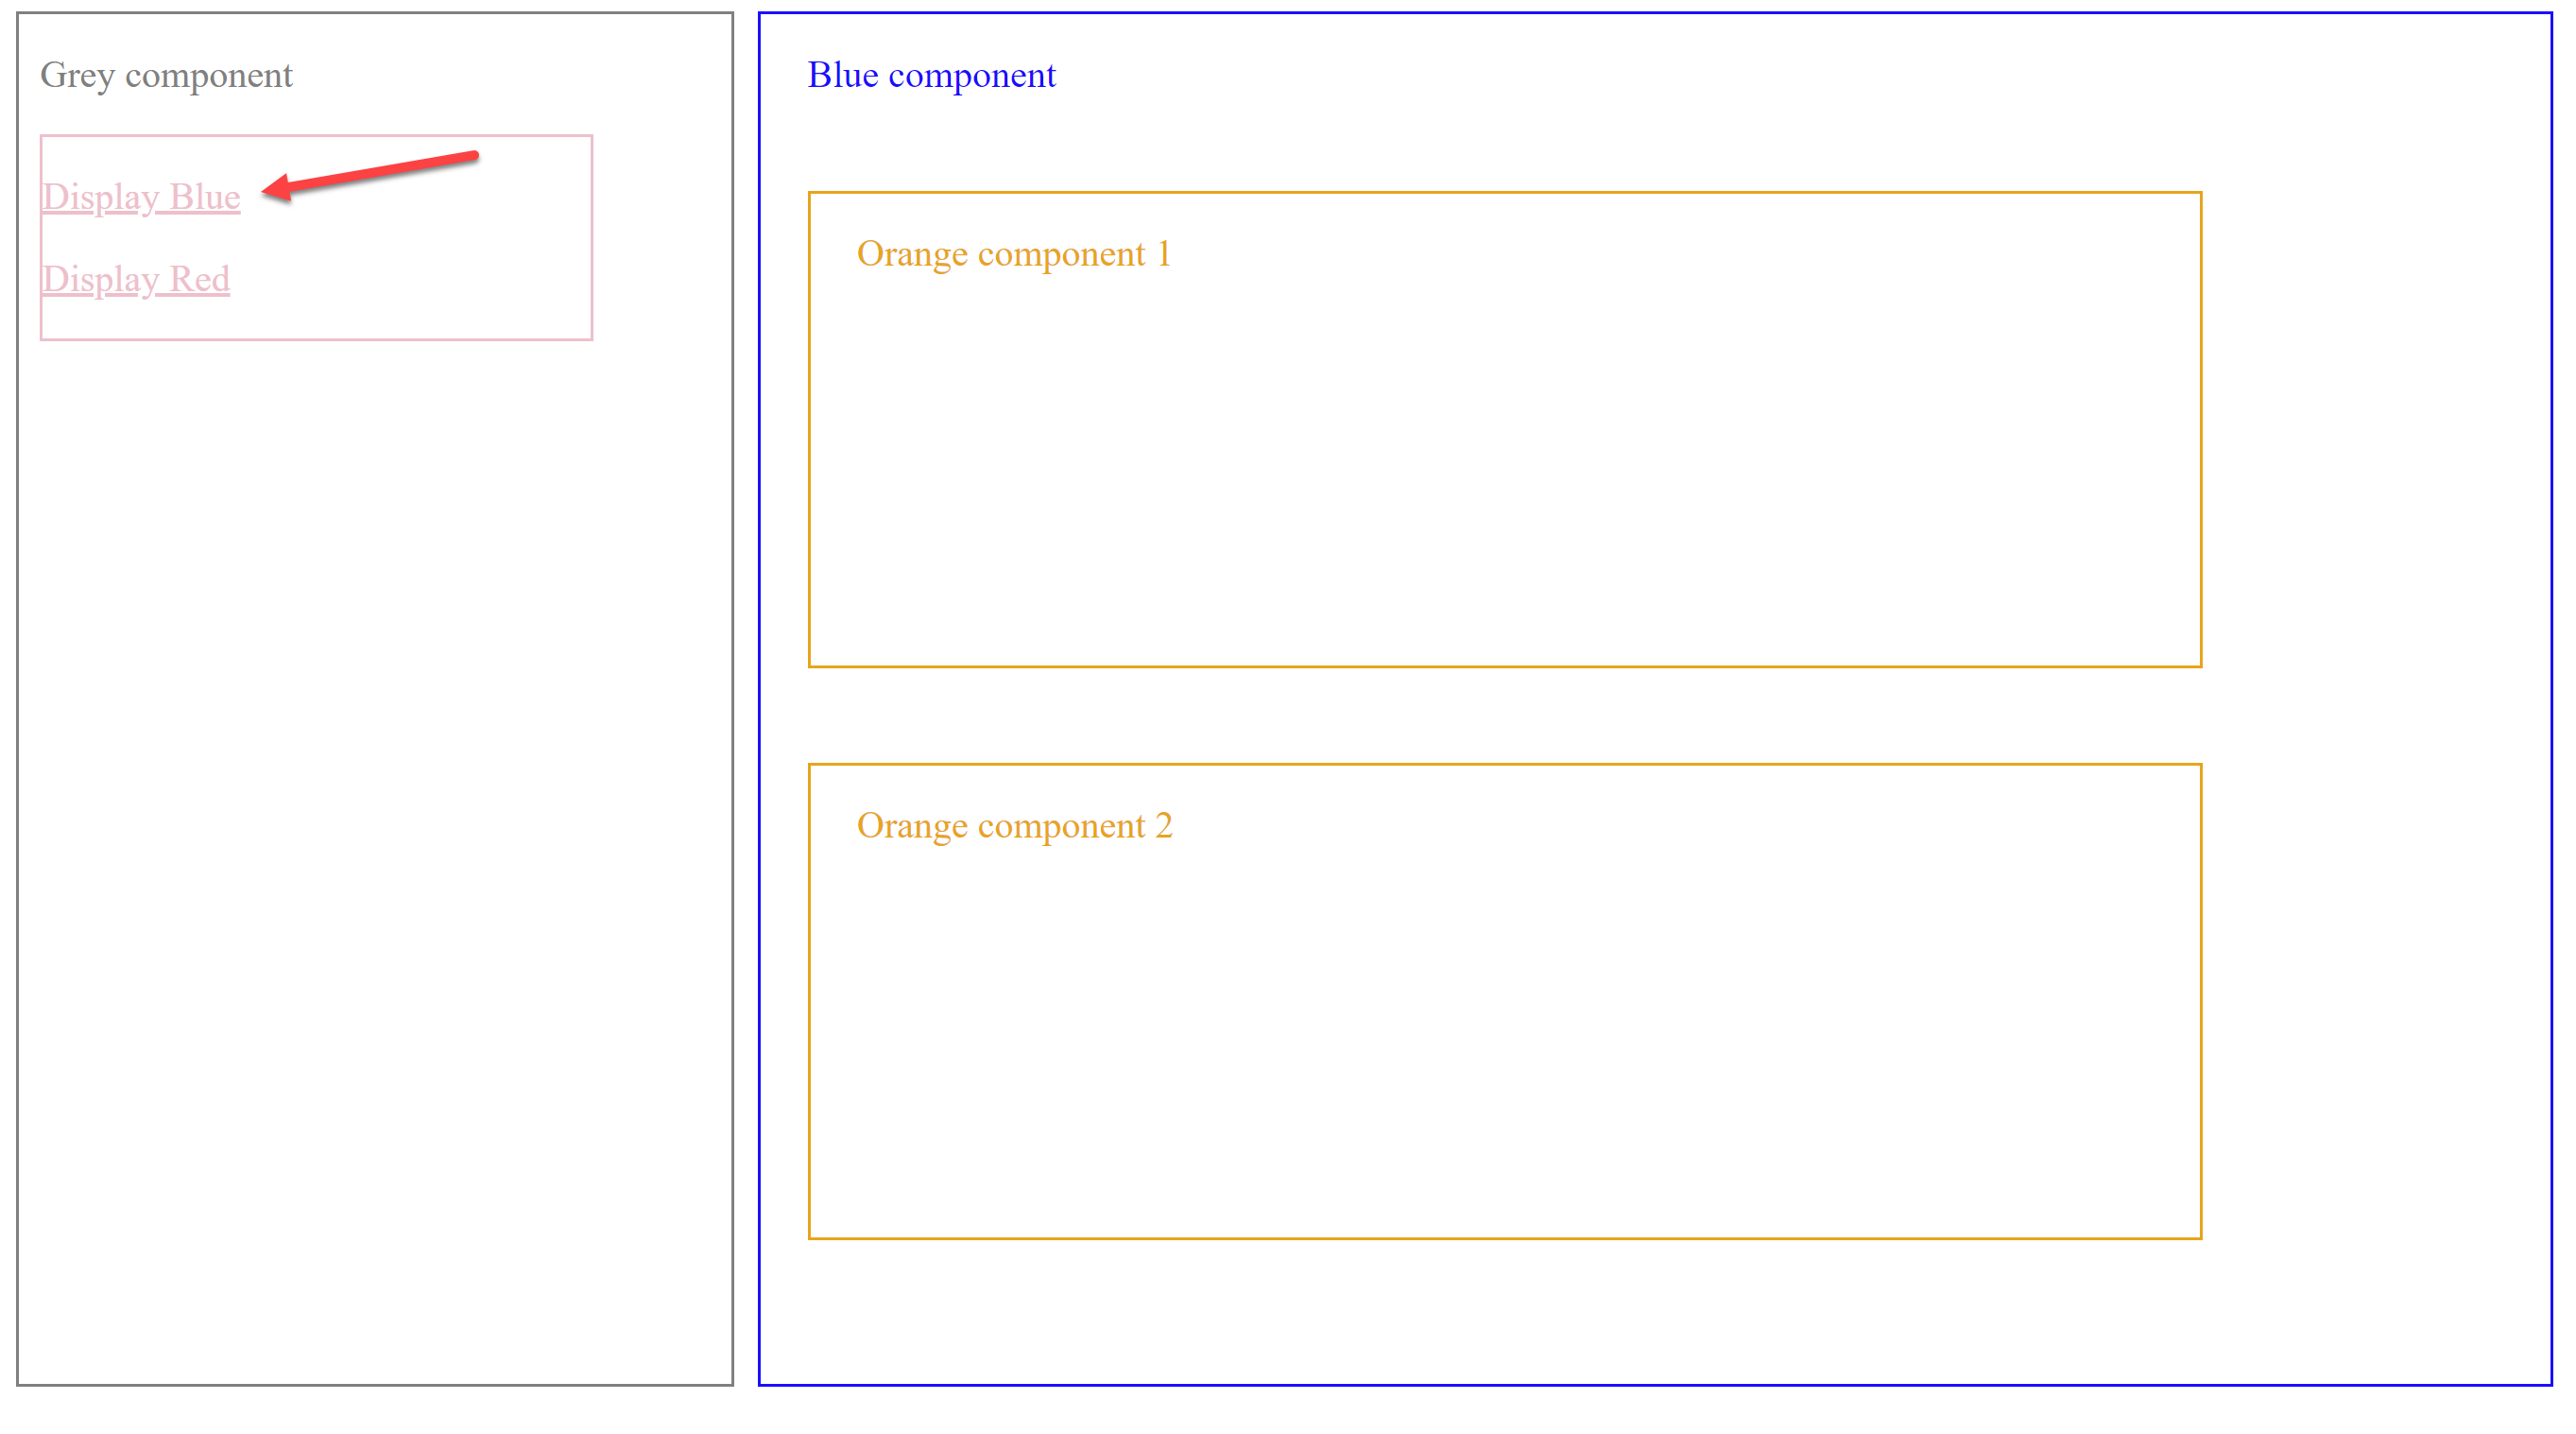 Grey component
Display Blue
Display Red
Blue component
Orange component 1
Orange component 2